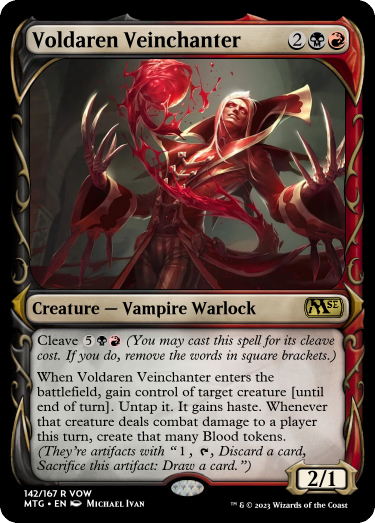 Voldaren Veinchanter 2
Creature — Vampire Warlock
MSE
Cleave 5 (You may cast this spell for its cleave
cost. If you do, remove the words in square brackets.)
When Voldaren Veinchanter enters the
battlefield, gain control of target creature [until
end of turn]. Untap it. It gains haste. Whenever
that creature deals combat damage to a player
this turn, create that many Blood tokens.
(They're artifacts with “1 , , Discard a card,
Sacrifice this artifact: Draw a card.”)
2/1
142/167 R VOW
MTG • EN Michael Ivan
™ & © 2023 Wizards of the Coast